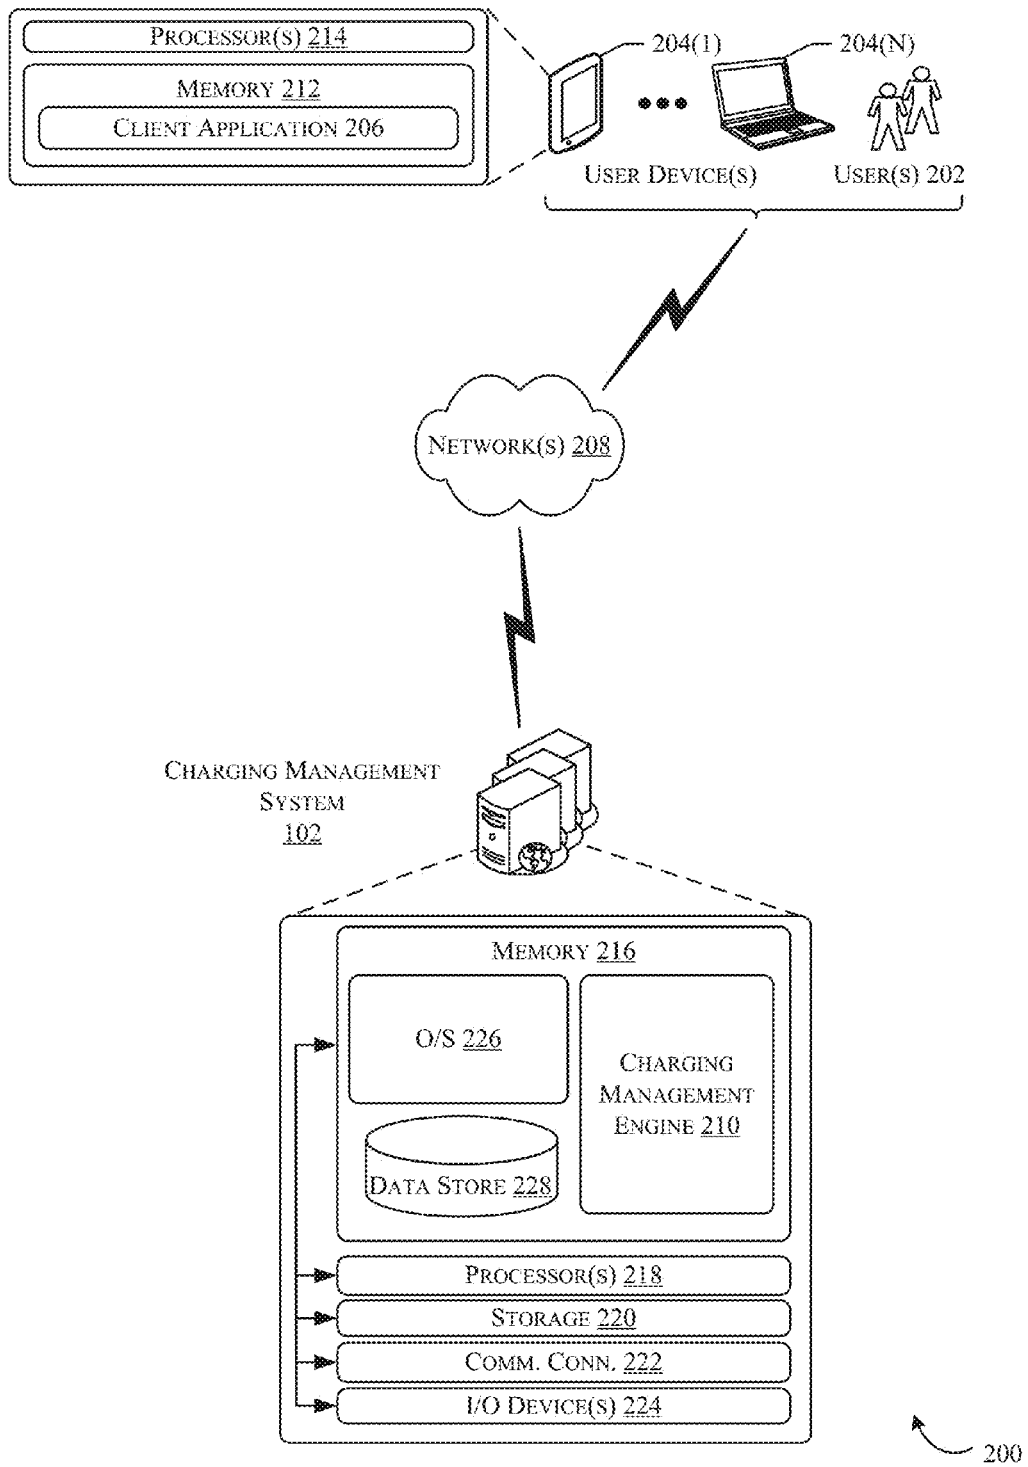 PROCESSOR(S) 214
MEMORY 212
CLIENT APPLICATION 206
204(1)
204(N)
USER DEVICE(S)
USER(S) 202
NETWORK(S) 208
CHARGING MANAGEMENT
SYSTEM
102
MEMORY 216
O/S 226
CHARGING
MANAGEMENT
ENGINE 210
DATA STORE 228
PROCESSOR(S) 218
STORAGE 220
COMM. CONN. 222
I/O DEVICE(S) 224
200